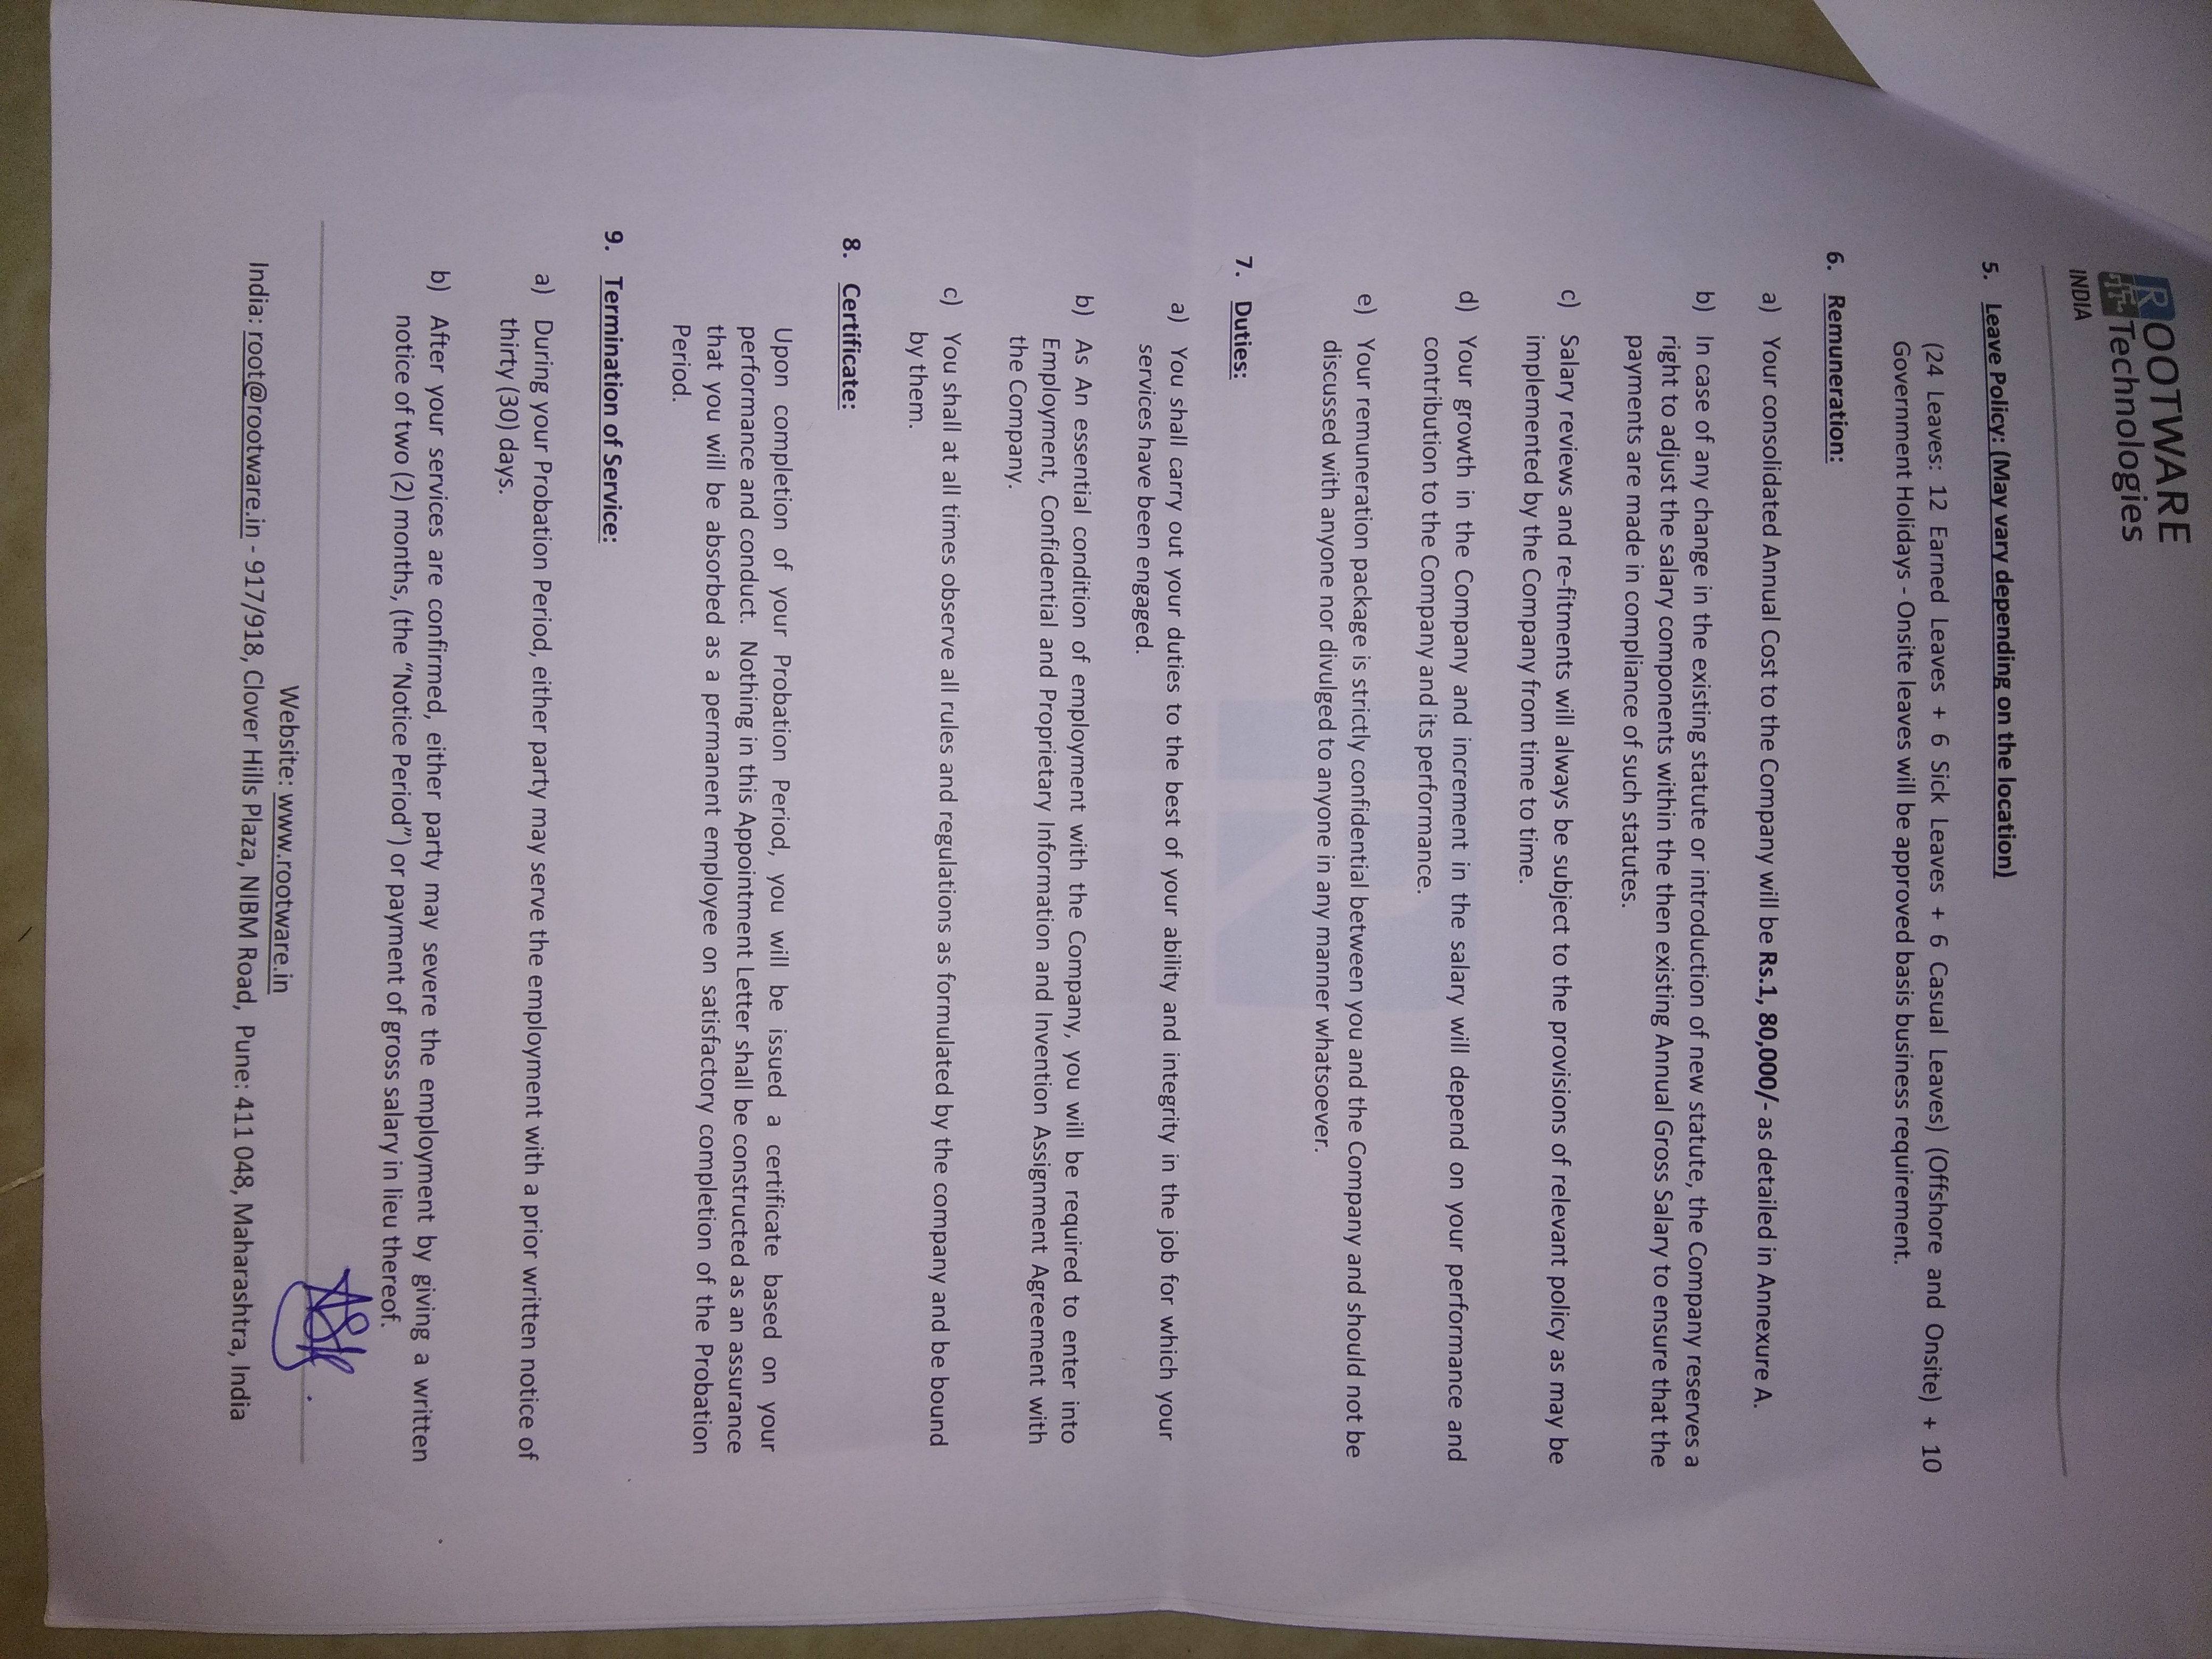 ROOTWARE
Technologies
INDIA
5. Leave Policy: (May vary depending on the location)
(24 Leaves: 12 Earned Leaves + 6 Sick Leaves + 6 Casual Leaves) (Offshore and Onsite) + 10
Government Holidays - Onsite leaves will be approved basis business requirement.
6. Remuneration:
a) Your consolidated Annual Cost to the Company will be Rs.1, 80,000/- as detailed in Annexure A.
b) In case of any change in the existing statute or introduction of new statute, the Company reserves a
right to adjust the salary components within the then existing Annual Gross Salary to ensure that the
payments are made in compliance of such statutes.
c) Salary reviews and re-fitments will always be subject to the provisions of relevant policy as may be
implemented by the Company from time to time.
d) Your growth in the Company and increment in the salary will depend on your performance and
contribution to the Company and its performance.
e) Your remuneration package is strictly confidential between you and the Company and should not be
discussed with anyone nor divulged to anyone in any manner whatsoever.
7. Duties:
a) You shall carry out your duties to the best of your ability and integrity in the job for which your
services have been engaged.
b) As An essential condition of employment with the Company, you will be required to enter into
Employment, Confidential and Proprietary Information and Invention Assignment Agreement with
the Company.
c) You shall at all times observe all rules and regulations as formulated by the company and be bound
by them.
8. Certificate:
Upon completion of your Probation Period, you will be issued a certificate based on your
performance and conduct. Nothing in this Appointment Letter shall be constructed as an assurance
that you will be absorbed as a permanent employee on satisfactory completion of the Probation
Period.
9. Termination of Service:
a) During your Probation Period, either party may serve the employment with a prior written notice of
thirty (30) days.
b) After your services are confirmed, either party may severe the employment by giving a written
notice of two (2) months, (the “Notice Period”) or payment of gross salary in lieu thereof.
Website: www.rootware.in
India: root@rootware.in - 917/918, Clover Hills Plaza, NIBM Road, Pune: 411 048, Maharashtra, India